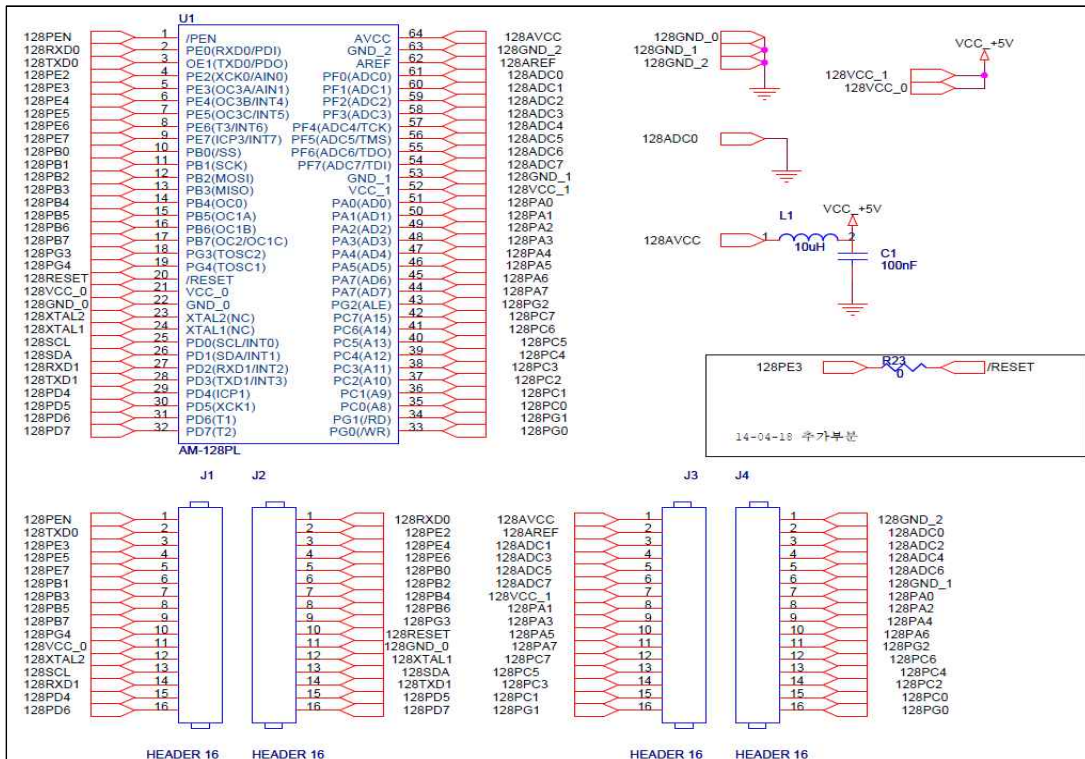 U1
128PEN 1 /PEN AVCC 64 128AVCC
128RXD0 2 PE0(RXD0/PDI) GND_2 63 128GND_2
128TXD0 3 OE1(TXD0/PDO) AREF 62 128AREF
128PE2 4 PE2(XCK0/AIN0) PF0(ADC0) 61 128ADC0
128PE3 5 PE3(OC3A/AIN1) PF1(ADC1) 60 128ADC1
128PE4 6 PE4(OC3B/INT4) PF2(ADC2) 59 128ADC2
128PE5 7 PE5(OC3C/INT5) PF3(ADC3) 58 128ADC3
128PE6 8 PE6(T3/INT6) PF4(ADC4/TCK) 57 128ADC4
128PE7 9 PE7(ICP3/INT7) PF5(ADC5/TMS) 56 128ADC5
128PB0 10 PB0(/SS) PF6(ADC6/TDO) 55 128ADC6
128PB1 11 PB1(SCK) PF7(ADC7/TDI) 54 128ADC7
128PB2 12 PB2(MOSI) GND_1 53 128GND_1
128PB3 13 PB3(MISO) VCC_1 52 128VCC_1
128PB4 14 PB4(OC0) PA0(AD0) 51 128PA0
128PB5 15 PB5(OC1A) PA1(AD1) 50 128PA1
128PB6 16 PB6(OC1B) PA2(AD2) 49 128PA2
128PB7 17 PB7(OC2/OC1C) PA3(AD3) 48 128PA3
128PG3 18 PG3(TOSC2) PA4(AD4) 47 128PA4
128PG4 19 PG4(TOSC1) PA5(AD5) 46 128PA5
128RESET 20 /RESET PA7(AD6) 45 128PA6
128VCC_0 21 VCC_0 PA7(AD7) 44 128PA7
128GND_0 22 GND_0 PG2(ALE) 43 128PG2
128XTAL2 23 XTAL2(NC) PC7(A15) 42 128PC7
128XTAL1 24 XTAL1(NC) PC6(A14) 41 128PC6
128SCL 25 PD0(SCL/INT0) PC5(A13) 40 128PC5
128SDA 26 PD1(SDA/INT1) PC4(A12) 39 128PC4
128RXD1 27 PD2(RXD1/INT2) PC3(A11) 38 128PC3
128TXD1 28 PD3(TXD1/INT3) PC2(A10) 37 128PC2
128PD4 29 PD4(ICP1) PC1(A9) 36 128PC1
128PD5 30 PD5(XCK1) PC0(A8) 35 128PC0
128PD6 31 PD6(T1) PG1(/RD) 34 128PG1
128PD7 32 PD7(T2) PG0(/WR) 33 128PG0
AM-128PL
128GND_0
128GND_1
128GND_2
VCC_+5V
128VCC_1
128VCC_0
128ADC0
VCC_+5V
128AVCC 1 L1 2
10uH
C1
100nF
128PE3 R23 /RESET
0
14-04-18 추가부분
J1 J2 J3 J4
128PEN 1 1 128RXD0 128AVCC 1 1 128GND_2
128TXD0 2 2 128PE2 128AREF 2 2 128ADC0
128PE3 3 3 128PE4 128ADC1 3 3 128ADC2
128PE5 4 4 128PE6 128ADC3 4 4 128ADC4
128PE7 5 5 128PB0 128ADC5 5 5 128ADC6
128PB1 6 6 128PB2 128ADC7 6 6 128GND_1
128PB3 7 7 128PB4 128VCC_1 7 7 128PA0
128PB5 8 8 128PB6 128PA1 8 8 128PA2
128PB7 9 9 128PG3 128PA3 9 9 128PA4
128PG4 10 10 128RESET 128PA5 10 10 128PA6
128VCC_0 11 11 128GND_0 128PA7 11 11 128PG2
128XTAL2 12 12 128XTAL1 128PC7 12 12 128PC6
128SCL 13 13 128SDA 128PC5 13 13 128PC4
128RXD1 14 14 128TXD1 128PC3 14 14 128PC2
128PD4 15 15 128PD5 128PC1 15 15 128PC0
128PD6 16 16 128PD7 128PG1 16 16 128PG0
HEADER 16 HEADER 16 HEADER 16 HEADER 16